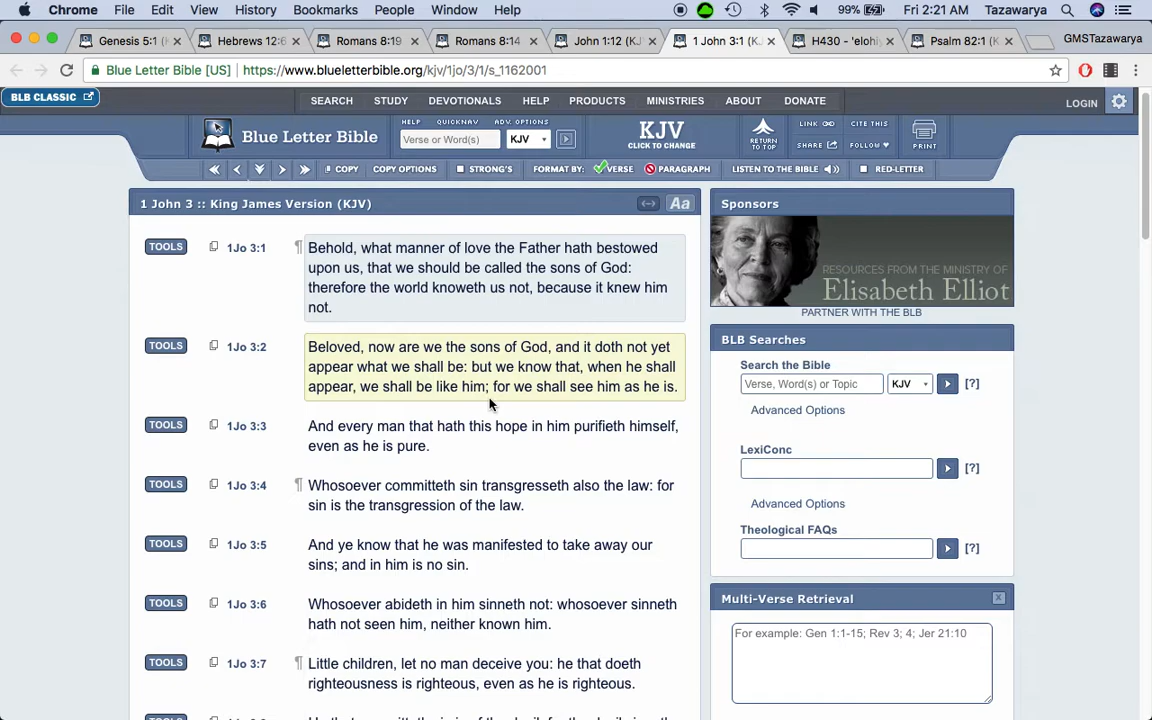 Chrome File Edit View History Bookmarks People Window Help 99% Fri 2:21 AM Tazawarya
Genesis 5:1 ( Hebrews 12:6 Romans 8:19 Romans 8:14 John 1:12 (K 1 John 3:1 (K H430 - 'elohiy Psalm 82:1 (K GMSTazawarya
Blue Letter Bible [US] https://www.blueletterbible.org/kjv/1jo/3/1/s_1162001
BLB CLASSIC
SEARCH STUDY DEVOTIONALS HELP PRODUCTS MINISTRIES ABOUT DONATE LOGIN
Blue Letter Bible
HELP QUICKNAV ADV. OPTIONS
Verse or Word(s) KJV
KJV
CLICK TO CHANGE
RETURN
TO TOP
LINK CITE THIS
SHARE FOLLOW
PRINT
COPY COPY OPTIONS STRONG'S FORMAT BY: VERSE PARAGRAPH LISTEN TO THE BIBLE RED-LETTER
1 John 3 :: King James Version (KJV) Aa
TOOLS 1Jo 3:1 ¶ Behold, what manner of love the Father hath bestowed
upon us, that we should be called the sons of God:
therefore the world knoweth us not, because it knew him
not.
TOOLS 1Jo 3:2 Beloved, now are we the sons of God, and it doth not yet
appear what we shall be: but we know that, when he shall
appear, we shall be like him; for we shall see him as he is.
TOOLS 1Jo 3:3 And every man that hath this hope in him purifieth himself,
even as he is pure.
TOOLS 1Jo 3:4 ¶ Whosoever committeth sin transgresseth also the law: for
sin is the transgression of the law.
TOOLS 1Jo 3:5 And ye know that he was manifested to take away our
sins; and in him is no sin.
TOOLS 1Jo 3:6 Whosoever abideth in him sinneth not: whosoever sinneth
hath not seen him, neither known him.
TOOLS 1Jo 3:7 ¶ Little children, let no man deceive you: he that doeth
righteousness is righteous, even as he is righteous.
Sponsors
RESOURCES FROM THE MINISTRY OF
Elisabeth Elliot
PARTNER WITH THE BLB
BLB Searches
Search the Bible
Verse, Word(s) or Topic KJV [?]
Advanced Options
LexiConc
[?]
Advanced Options
Theological FAQs
[?]
Multi-Verse Retrieval x
For example: Gen 1:1-15; Rev 3; 4; Jer 21:10